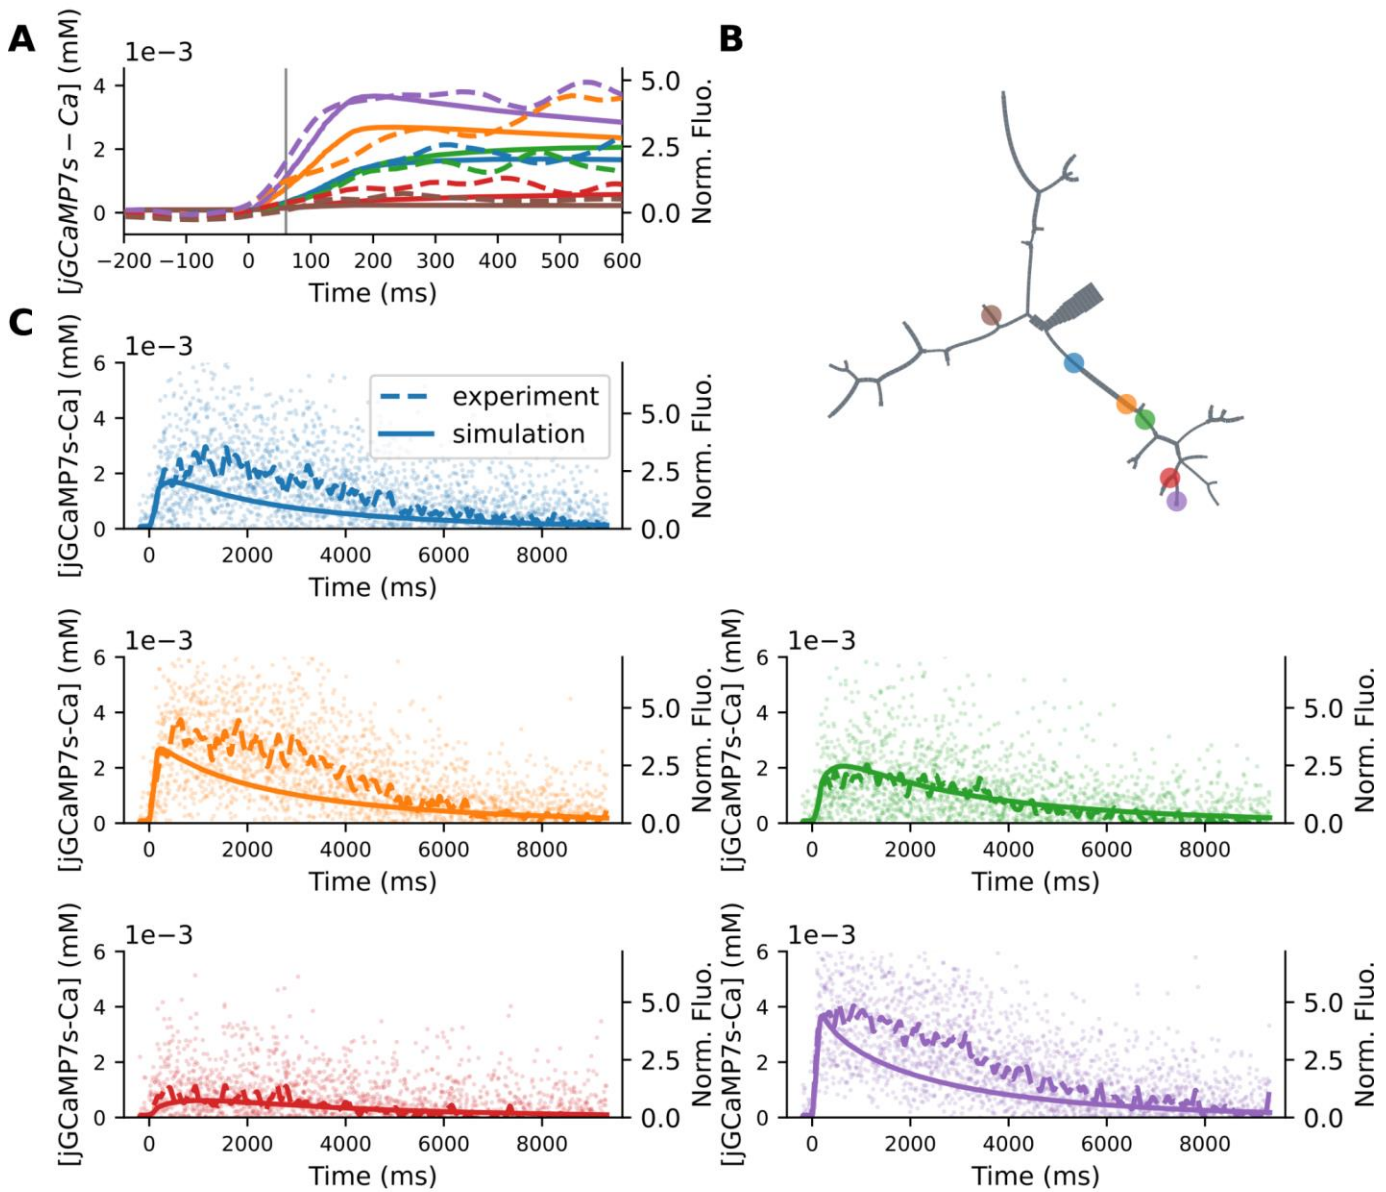 A
B
1e−3
[jGCaMP7s − Ca] (mM)
4
2
0
5.0
2.5
0.0
Norm. Fluo.
−200 −100 0 100 200 300 400 500 600
Time (ms)
C
1e−3
[jGCaMP7s-Ca] (mM)
6
4
2
0
experiment
simulation
5.0
2.5
0.0
Norm. Fluo.
0 2000 4000 6000 8000
Time (ms)
1e−3
[jGCaMP7s-Ca] (mM)
6
4
2
0
5.0
2.5
0.0
Norm. Fluo.
0 2000 4000 6000 8000
Time (ms)
1e−3
[jGCaMP7s-Ca] (mM)
6
4
2
0
5.0
2.5
0.0
Norm. Fluo.
0 2000 4000 6000 8000
Time (ms)
1e−3
[jGCaMP7s-Ca] (mM)
6
4
2
0
5.0
2.5
0.0
Norm. Fluo.
0 2000 4000 6000 8000
Time (ms)
1e−3
[jGCaMP7s-Ca] (mM)
6
4
2
0
5.0
2.5
0.0
Norm. Fluo.
0 2000 4000 6000 8000
Time (ms)